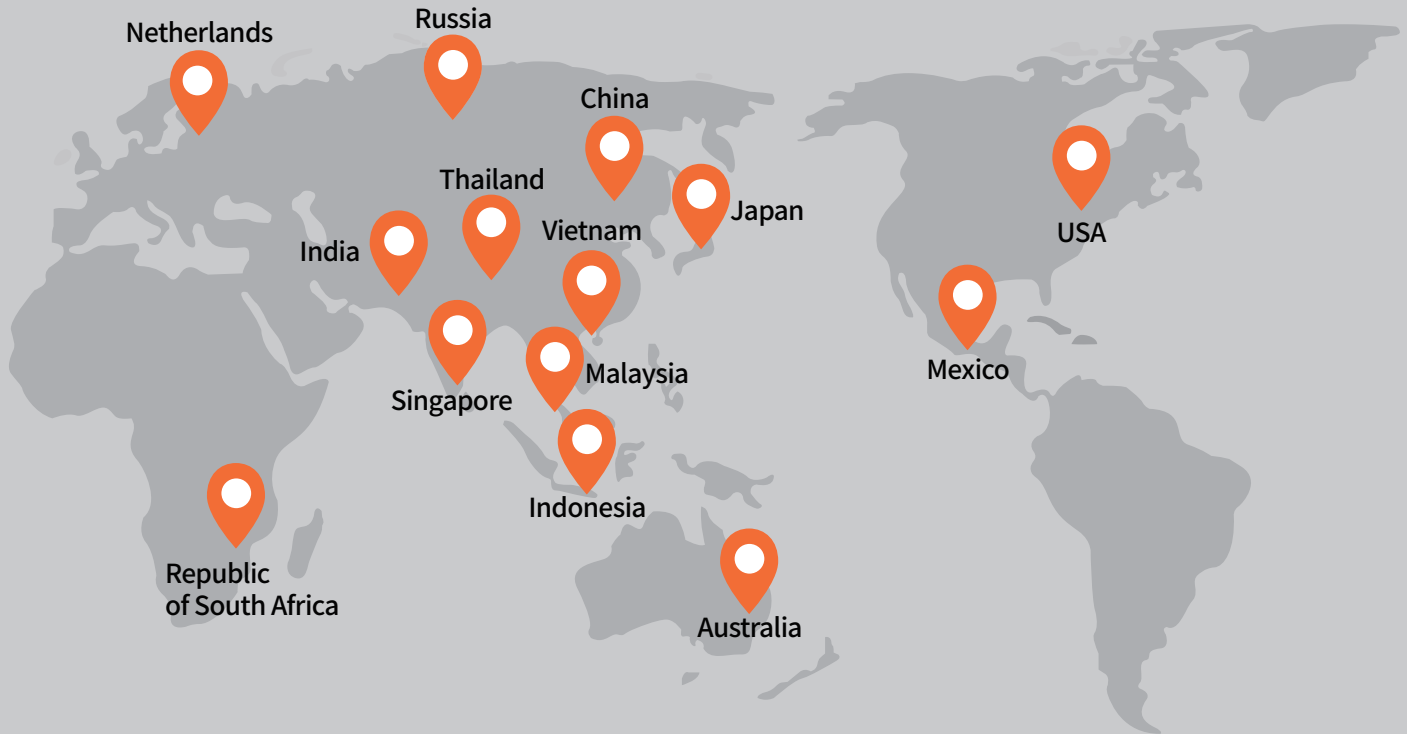 Russia
Netherlands
China
Thailand
Japan
Vietnam
USA
India
Mexico
Malaysia
Singapore
Indonesia
Republic
of South Africa
Australia